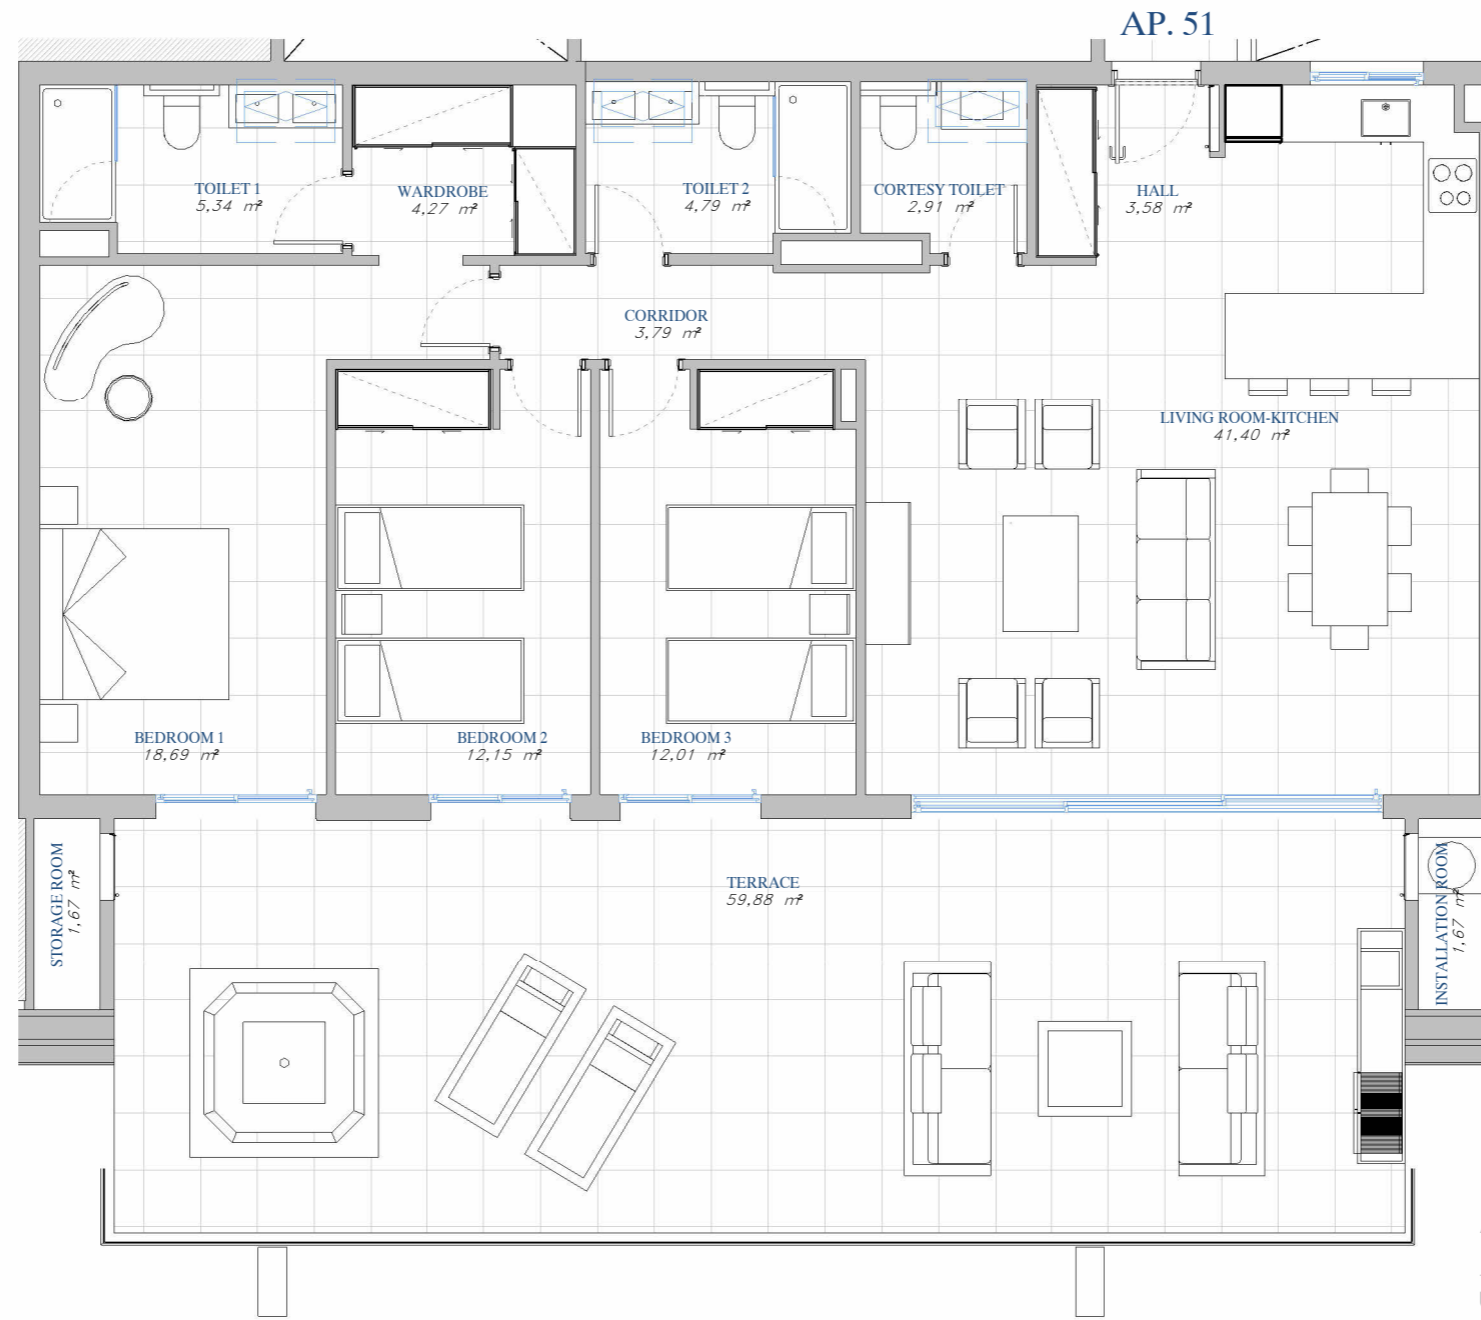 AP. 51
TOILET 1
5,34 m²
WARDROBE
4,27 m²
TOILET 2
4,79 m²
CORTESY TOILET
2,91 m²
HALL
3,58 m²
CORRIDOR
3,79 m²
LIVING ROOM-KITCHEN
41,40 m²
BEDROOM 1
18,69 m²
BEDROOM 2
12,15 m²
BEDROOM 3
12,01 m²
STORAGE ROOM
1,67 m²
TERRACE
59,88 m²
INSTALLATION ROOM
1,67 m²